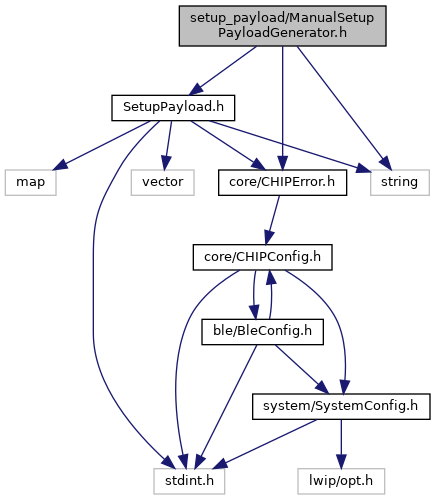 setup_payload/ManualSetup
PayloadGenerator.h
SetupPayload.h
map
vector
core/CHIPError.h
string
core/CHIPConfig.h
ble/BleConfig.h
system/SystemConfig.h
stdint.h
lwip/opt.h